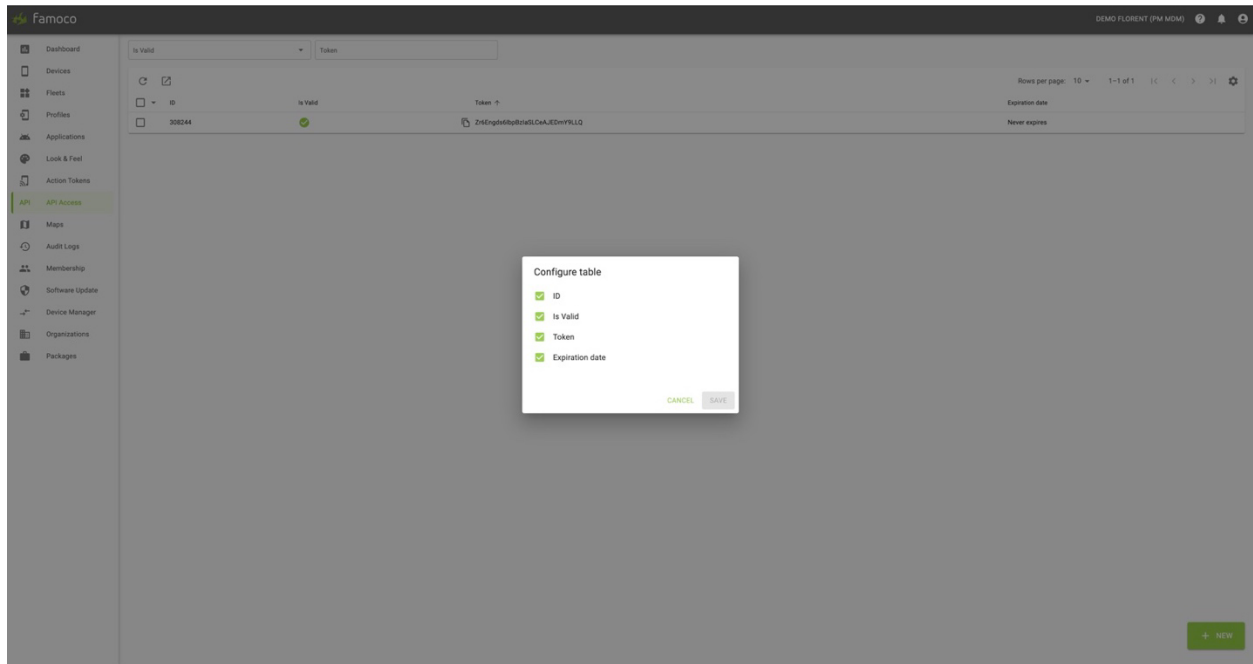 Famoco
DEMO FLORENT (PM MDM)
Dashboard
Devices
Fleets
Profiles
Applications
Look & Feel
Action Tokens
API API Access
Maps
Audit Logs
Membership
Software Update
Device Manager
Organizations
Packages
Is Valid Token
Rows per page: 10 1-1 of 1
ID Is Valid Token Expiration date
308244 Never expires
Configure table
ID
Is Valid
Token
Expiration date
CANCEL SAVE
+ NEW